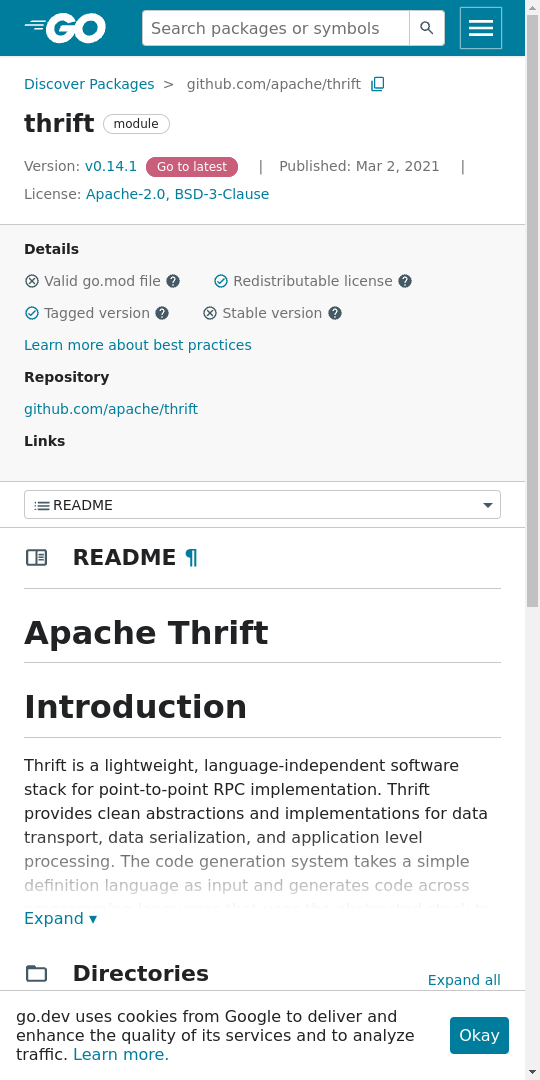 GO
Search packages or symbols
Discover Packages > github.com/apache/thrift
thrift module
Version: v0.14.1 Go to latest | Published: Mar 2, 2021 |
License: Apache-2.0, BSD-3-Clause
Details
Valid go.mod file Redistributable license
Tagged version Stable version
Learn more about best practices
Repository
github.com/apache/thrift
Links
README
README ¶
Apache Thrift
Introduction
Thrift is a lightweight, language-independent software
stack for point-to-point RPC implementation. Thrift
provides clean abstractions and implementations for data
transport, data serialization, and application level
processing. The code generation system takes a simple
definition language as input and generates code across
Expand ▾
Directories
Expand all
go.dev uses cookies from Google to deliver and
enhance the quality of its services and to analyze
traffic. Learn more.
Okay